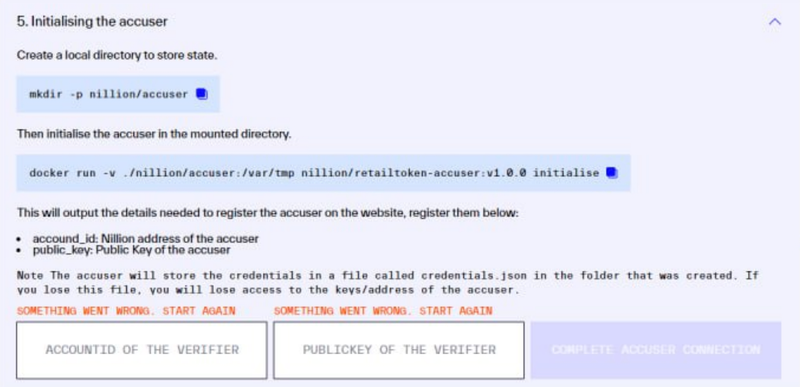 5. Initialising the accuser
Create a local directory to store state.
mkdir -p nillion/accuser
Then initialise the accuser in the mounted directory.
docker run -v ./nillion/accuser:/var/tmp nillion/retailtoken-accuser:v1.0.0 initialise
This will output the details needed to register the accuser on the website, register them below:
• accound_id: Nillion address of the accuser
• public_key: Public Key of the accuser
Note The accuser will store the credentials in a file called credentials.json in the folder that was created. If
you lose this file, you will lose access to the keys/address of the accuser.
SOMETHING WENT WRONG. START AGAIN SOMETHING WENT WRONG. START AGAIN
ACCOUNTID OF THE VERIFIER PUBLICKEY OF THE VERIFIER COMPLETE ACCUSER CONNECTION